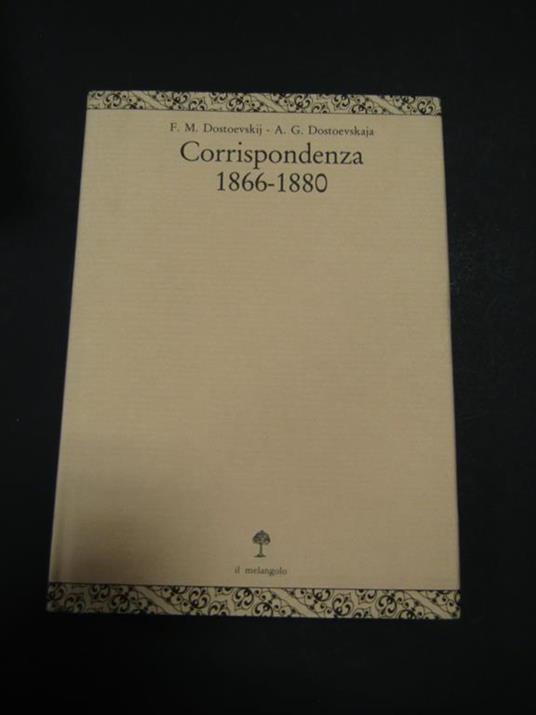 F. M. Dostoevskij - A. G. Dostoevskaja
Corrispondenza
1866-1880
il melangolo